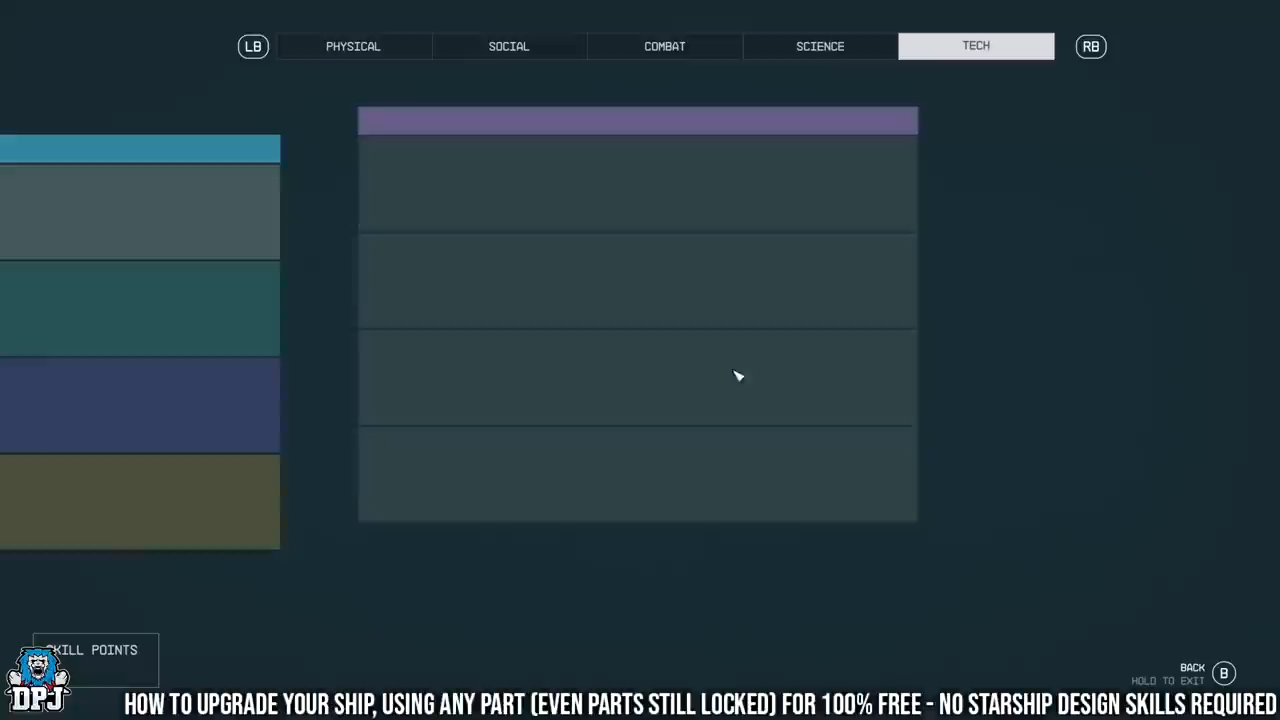 LB PHYSICAL SOCIAL COMBAT SCIENCE TECH RB
SKILL POINTS
BACK B
HOLD TO EXIT
DPJ
HOW TO UPGRADE YOUR SHIP, USING ANY PART (EVEN PARTS STILL LOCKED) FOR 100% FREE - NO STARSHIP DESIGN SKILLS REQUIRED